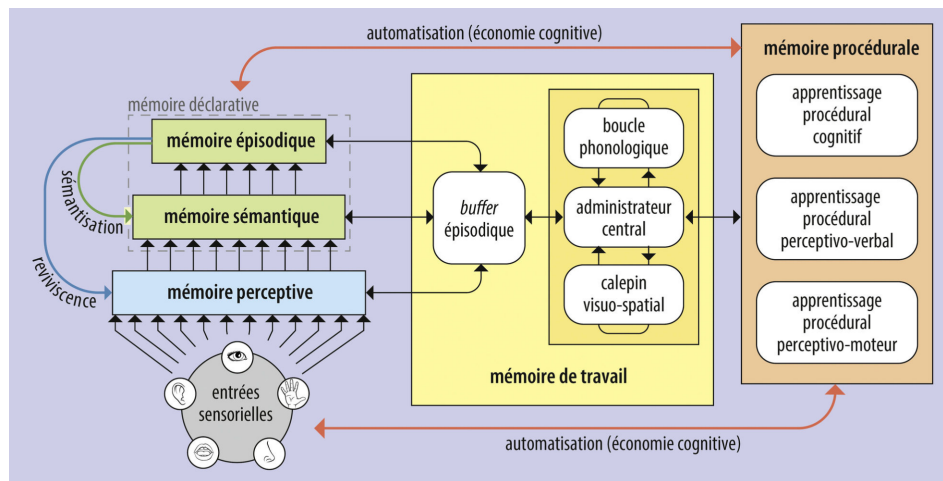 automatisation (économie cognitive)
mémoire déclarative
mémoire épisodique
sémantisation
mémoire sémantique
reviviscence
mémoire perceptive
entrées
sensorielles
buffer
épisodique
boucle
phonologique
administrateur
central
calepin
visuo-spatial
mémoire de travail
mémoire procédurale
apprentissage
procédural
cognitif
apprentissage
procédural
perceptivo-verbal
apprentissage
procédural
perceptivo-moteur
automatisation (économie cognitive)